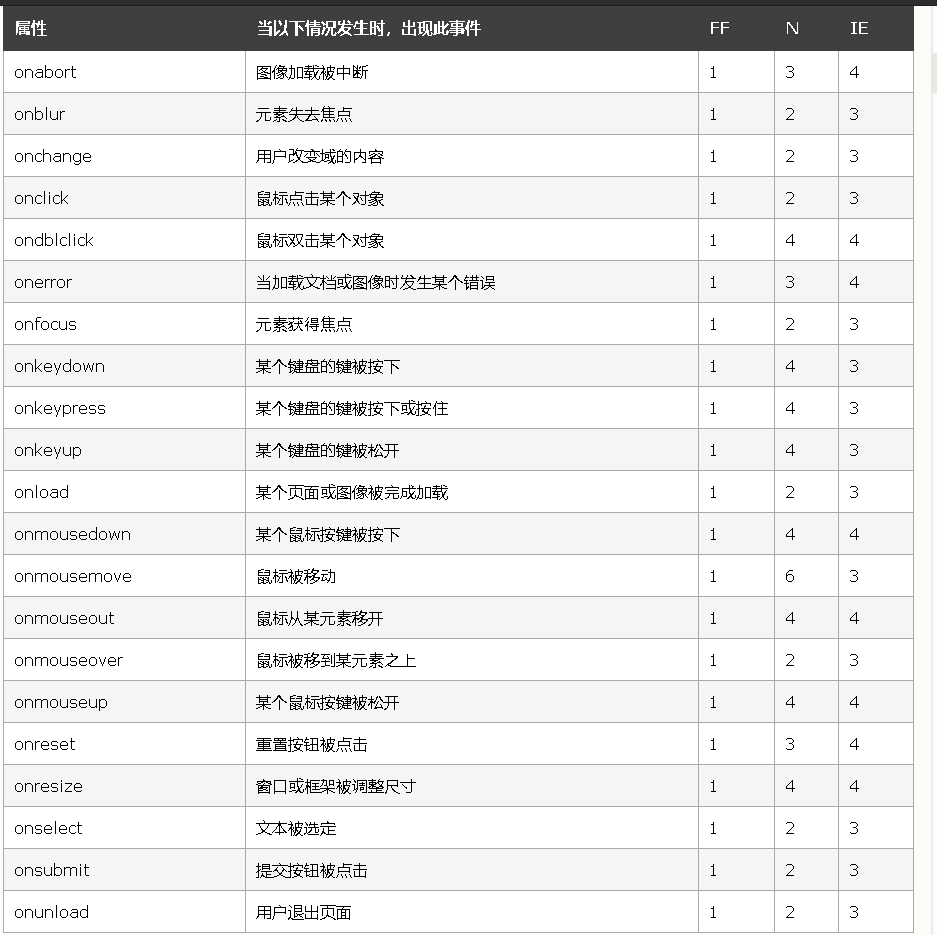 属性 当以下情况发生时，出现此事件 FF N IE
onabort 图像加载被中断 1 3 4
onblur 元素失去焦点 1 2 3
onchange 用户改变域的内容 1 2 3
onclick 鼠标点击某个对象 1 2 3
ondblclick 鼠标双击某个对象 1 4 4
onerror 当加载文档或图像时发生某个错误 1 3 4
onfocus 元素获得焦点 1 2 3
onkeydown 某个键盘的键被按下 1 4 3
onkeypress 某个键盘的键被按下或按住 1 4 3
onkeyup 某个键盘的键被松开 1 4 3
onload 某个页面或图像被完成加载 1 2 3
onmousedown 某个鼠标按键被按下 1 4 4
onmousemove 鼠标被移动 1 6 3
onmouseout 鼠标从某元素移开 1 4 4
onmouseover 鼠标被移到某元素之上 1 2 3
onmouseup 某个鼠标按键被松开 1 4 4
onreset 重置按钮被点击 1 3 4
onresize 窗口或框架被调整尺寸 1 4 4
onselect 文本被选定 1 2 3
onsubmit 提交按钮被点击 1 2 3
onunload 用户退出页面 1 2 3